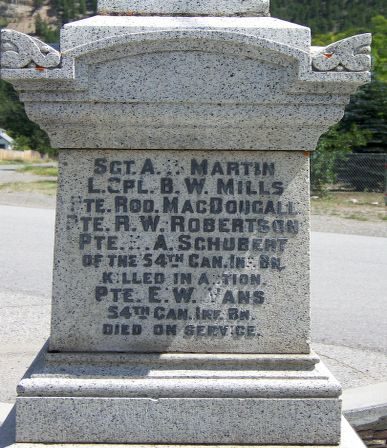 SGT. A. MARTIN
L.CPL. B. W. MILLS
PTE. ROD. MACDOUGALL
PTE. R. W. ROBERTSON
PTE. A. SCHUBERT
OF THE 54TH CAN. INF. BN.
KILLED IN ACTION.
PTE. E. W.
54TH CAN. INF. BN.
DIED ON SERVICE.